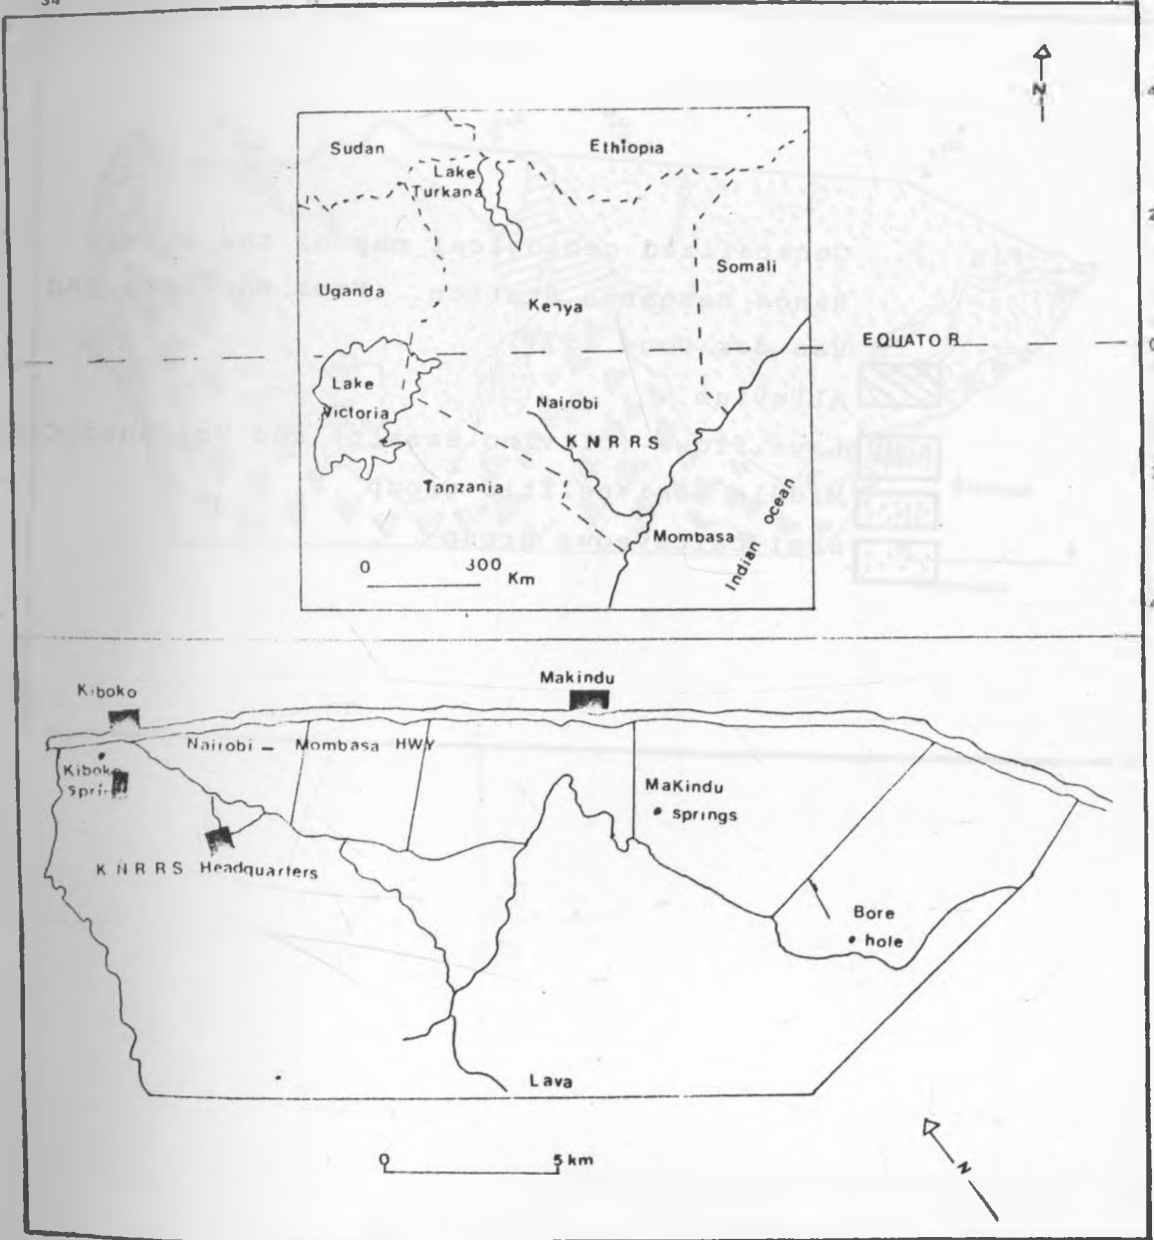 N
Sudan
Ethiopia
Lake
Turkana
Somali
Uganda
Kenya
EQUATOR
Lake
Victoria
Nairobi
KNRRS
Tanzania
Mombasa
Indian Ocean
0 300
Km
Kiboko
Makindu
Nairobi – Mombasa HWY
Kiboko
Spring
MaKindu
springs
KNRRS Headquarters
Bore
hole
Lava
0 5 km
N